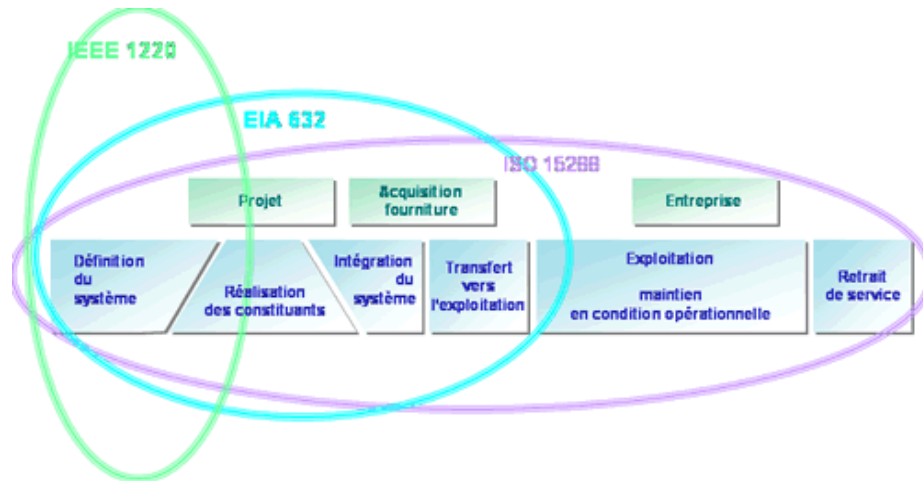 IEEE 1220
EIA 632
ISO 15288
Projet
Acquisition
fourniture
Entreprise
Définition
du
système
Réalisation
des constituants
Intégration
du
système
Transfert
vers
l'exploitation
Exploitation
maintien
en condition opérationnelle
Retrait
de service